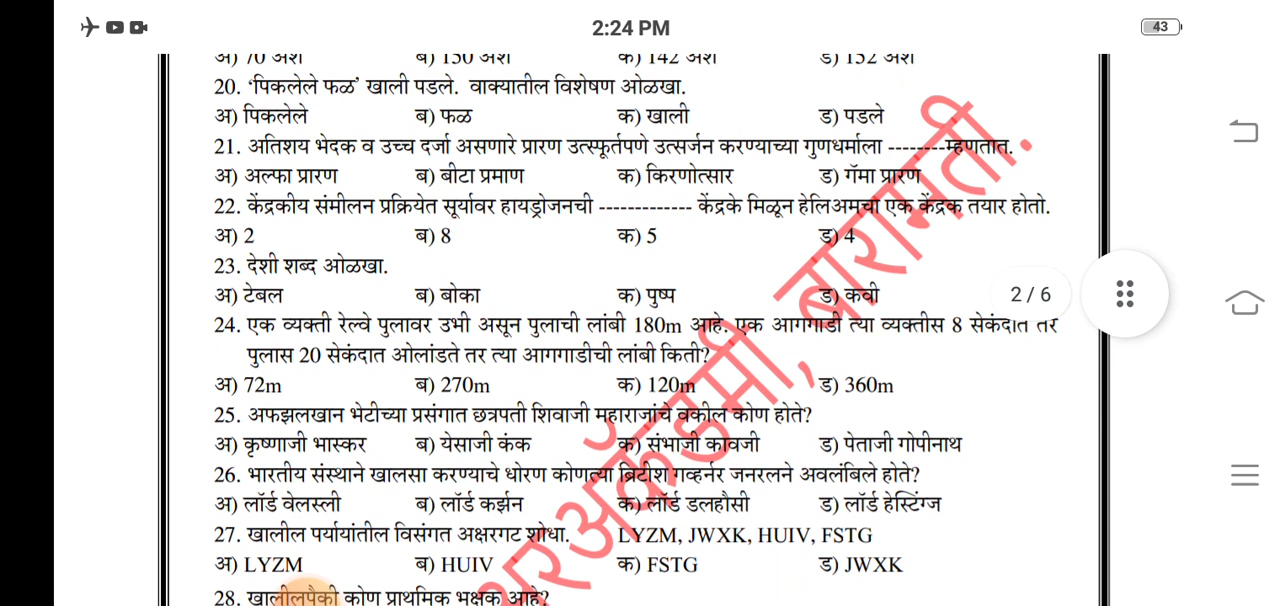 2:24 PM
43
अ) 70 अंश ब) 150 अंश क) 142 अंश ड) 152 अंश
20. ‘पिकलेले फळ’ खाली पडले. वाक्यातील विशेषण ओळखा.
अ) पिकलेले ब) फळ क) खाली ड) पडले
21. अतिशय भेदक व उच्च दर्जा असणारे प्रारण उत्स्फूर्तपणे उत्सर्जन करण्याच्या गुणधर्माला --------म्हणतात.
अ) अल्फा प्रारण ब) बीटा प्रमाण क) किरणोत्सार ड) गॅमा प्रारण
22. केंद्रकीय संमीलन प्रक्रियेत सूर्यावर हायड्रोजनची ------------- केंद्रके मिळून हेलिअमचा एक केंद्रक तयार होतो.
अ) 2 ब) 8 क) 5 ड) 4
23. देशी शब्द ओळखा.
अ) टेबल ब) बोका क) पुष्प ड) कवी
2 / 6
24. एक व्यक्ती रेल्वे पुलावर उभी असून पुलाची लांबी 180m आहे. एक आगगाडी त्या व्यक्तीस 8 सेकंदात तर
पुलास 20 सेकंदात ओलांडते तर त्या आगगाडीची लांबी किती?
अ) 72m ब) 270m क) 120m ड) 360m
25. अफझलखान भेटीच्या प्रसंगात छत्रपती शिवाजी महाराजांचे वकील कोण होते?
अ) कृष्णाजी भास्कर ब) येसाजी कंक क) संभाजी कावजी ड) पेताजी गोपीनाथ
26. भारतीय संस्थाने खालसा करण्याचे धोरण कोणत्या ब्रिटीश गव्हर्नर जनरलने अवलंबिले होते?
अ) लॉर्ड वेलस्ली ब) लॉर्ड कर्झन क) लॉर्ड डलहौसी ड) लॉर्ड हेस्टिंग्ज
27. खालील पर्यायांतील विसंगत अक्षरगट शोधा. LYZM, JWXK, HUIV, FSTG
अ) LYZM ब) HUIV क) FSTG ड) JWXK
28. खालीलपैकी कोण प्राथमिक भक्षक आहे?
अॅकॅडमी, बारामती.